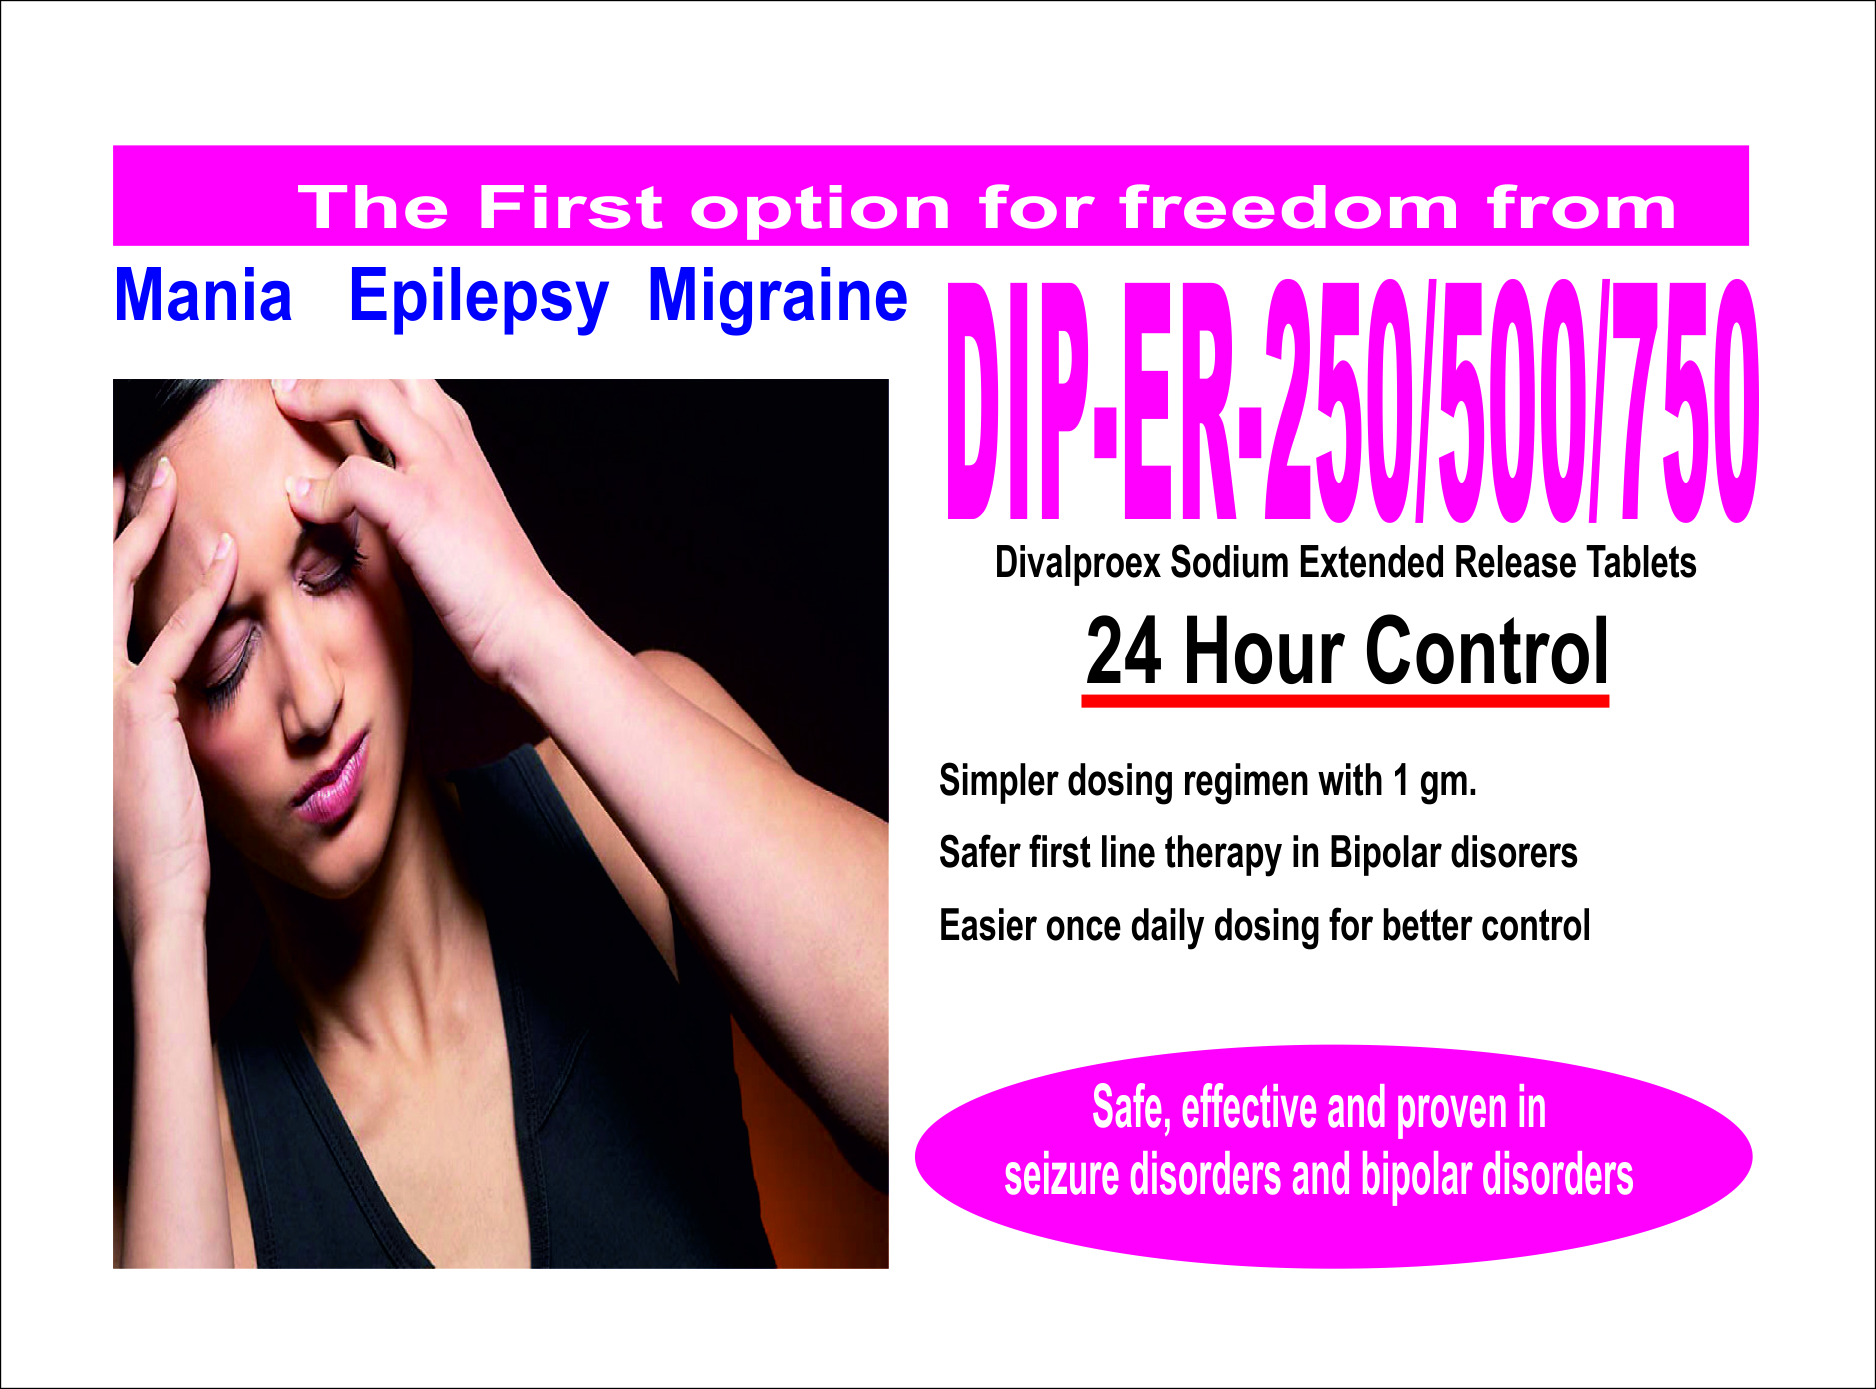 The First option for freedom from
Mania Epilepsy Migraine
DIP-ER-250/500/750
Divalproex Sodium Extended Release Tablets
24 Hour Control
Simpler dosing regimen with 1 gm.
Safer first line therapy in Bipolar disorers
Easier once daily dosing for better control
Safe, effective and proven in
seizure disorders and bipolar disorders